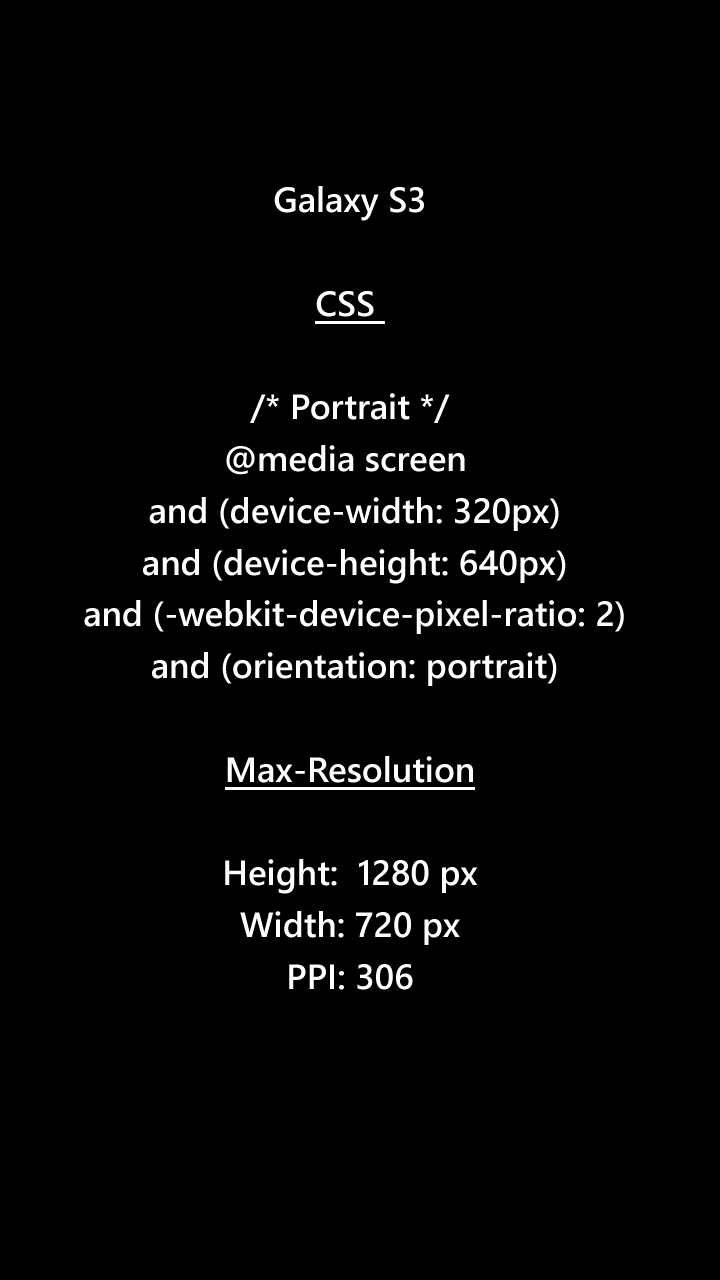 Galaxy S3
CSS
/* Portrait */
@media screen
and (device-width: 320px)
and (device-height: 640px)
and (-webkit-device-pixel-ratio: 2)
and (orientation: portrait)
Max-Resolution
Height:  1280 px
Width: 720 px
PPI: 306